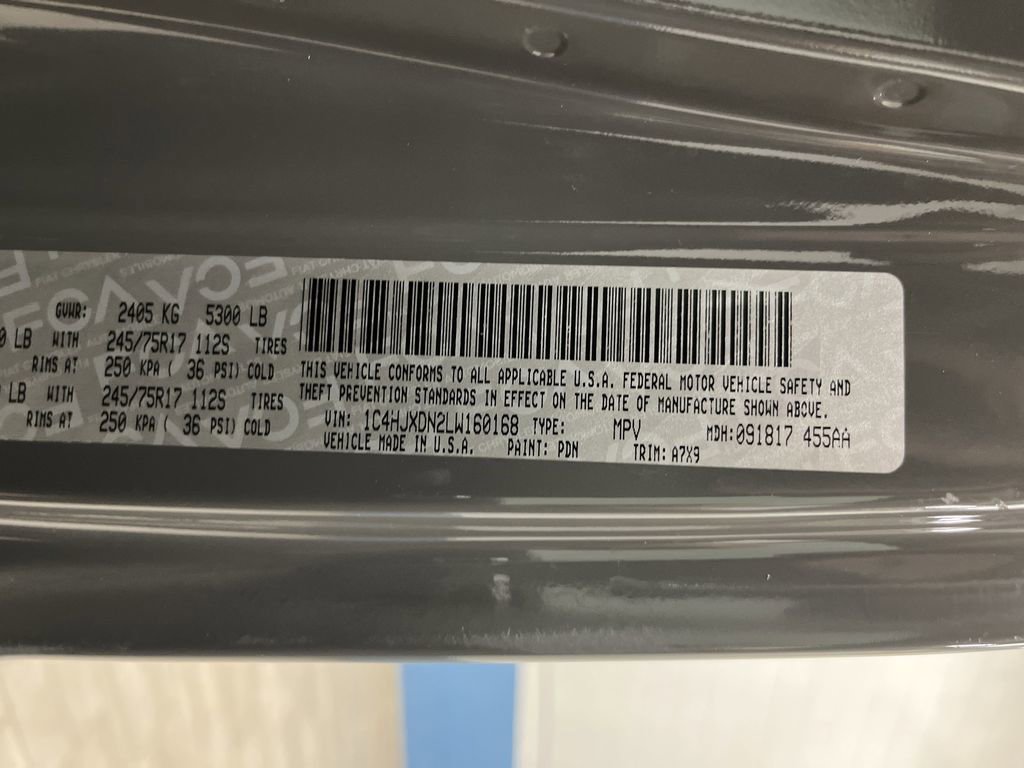 GVWR: 2405 KG 5300 LB
0 LB WITH 245/75R17 112S TIRES
RIMS AT 250 KPA ( 36 PSI) COLD
LB WITH 245/75R17 112S TIRES
RIMS AT 250 KPA ( 36 PSI) COLD
THIS VEHICLE CONFORMS TO ALL APPLICABLE U.S.A. FEDERAL MOTOR VEHICLE SAFETY AND
THEFT PREVENTION STANDARDS IN EFFECT ON THE DATE OF MANUFACTURE SHOWN ABOVE.
VIN: 1C4HJXDN2LW160168 TYPE: MPV MDH:091817 455AA
VEHICLE MADE IN U.S.A. PAINT: PDN TRIM: A7X9